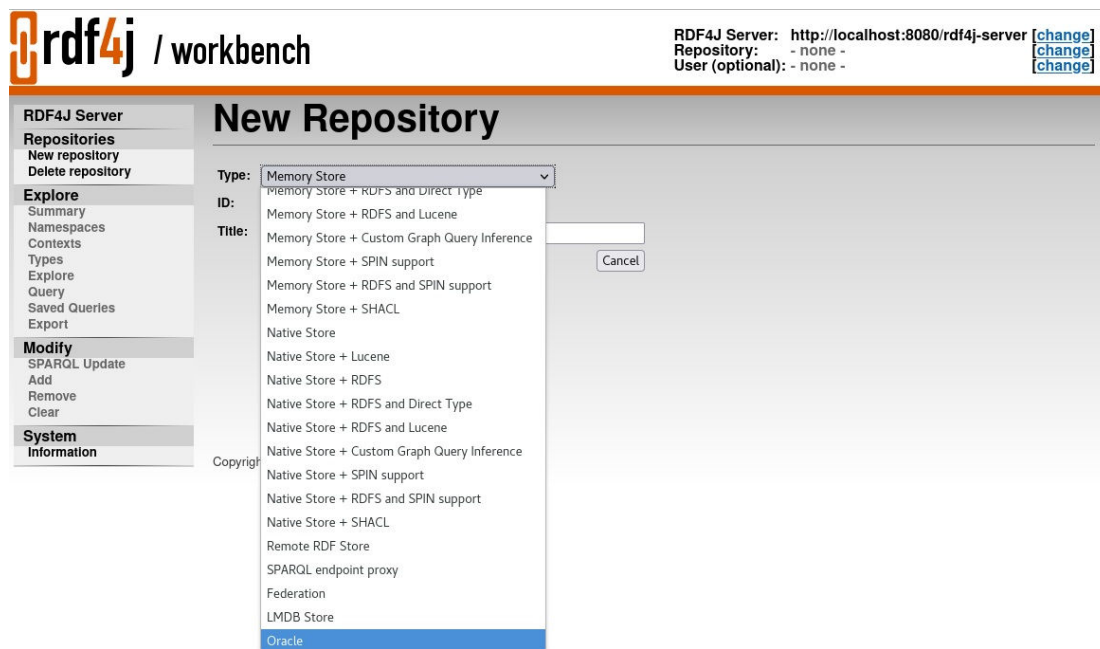 rdf4j / workbench
RDF4J Server: http://localhost:8080/rdf4j-server [change]
Repository: - none - [change]
User (optional): - none - [change]
RDF4J Server
Repositories
New repository
Delete repository
Explore
Summary
Namespaces
Contexts
Types
Explore
Query
Saved Queries
Export
Modify
SPARQL Update
Add
Remove
Clear
System
Information
New Repository
Type: Memory Store
ID:
Title:
Memory Store + RDFS and Direct Type
Memory Store + RDFS and Lucene
Memory Store + Custom Graph Query Inference
Memory Store + SPIN support
Memory Store + RDFS and SPIN support
Memory Store + SHACL
Native Store
Native Store + Lucene
Native Store + RDFS
Native Store + RDFS and Direct Type
Native Store + RDFS and Lucene
Native Store + Custom Graph Query Inference
Native Store + SPIN support
Native Store + RDFS and SPIN support
Native Store + SHACL
Remote RDF Store
SPARQL endpoint proxy
Federation
LMDB Store
Oracle
Cancel
Copyrigh